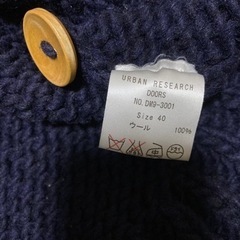 URBAN RESEARCH
DOORS
NO.DM9-3001
Size 40
ウール 100%